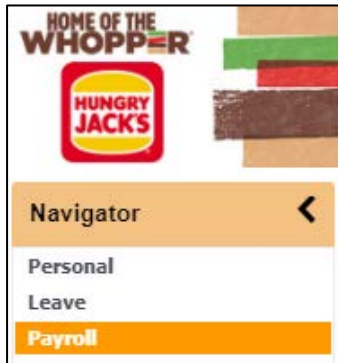 HOME OF THE
WHOPPER®
HUNGRY
JACK'S
Navigator
Personal
Leave
Payroll